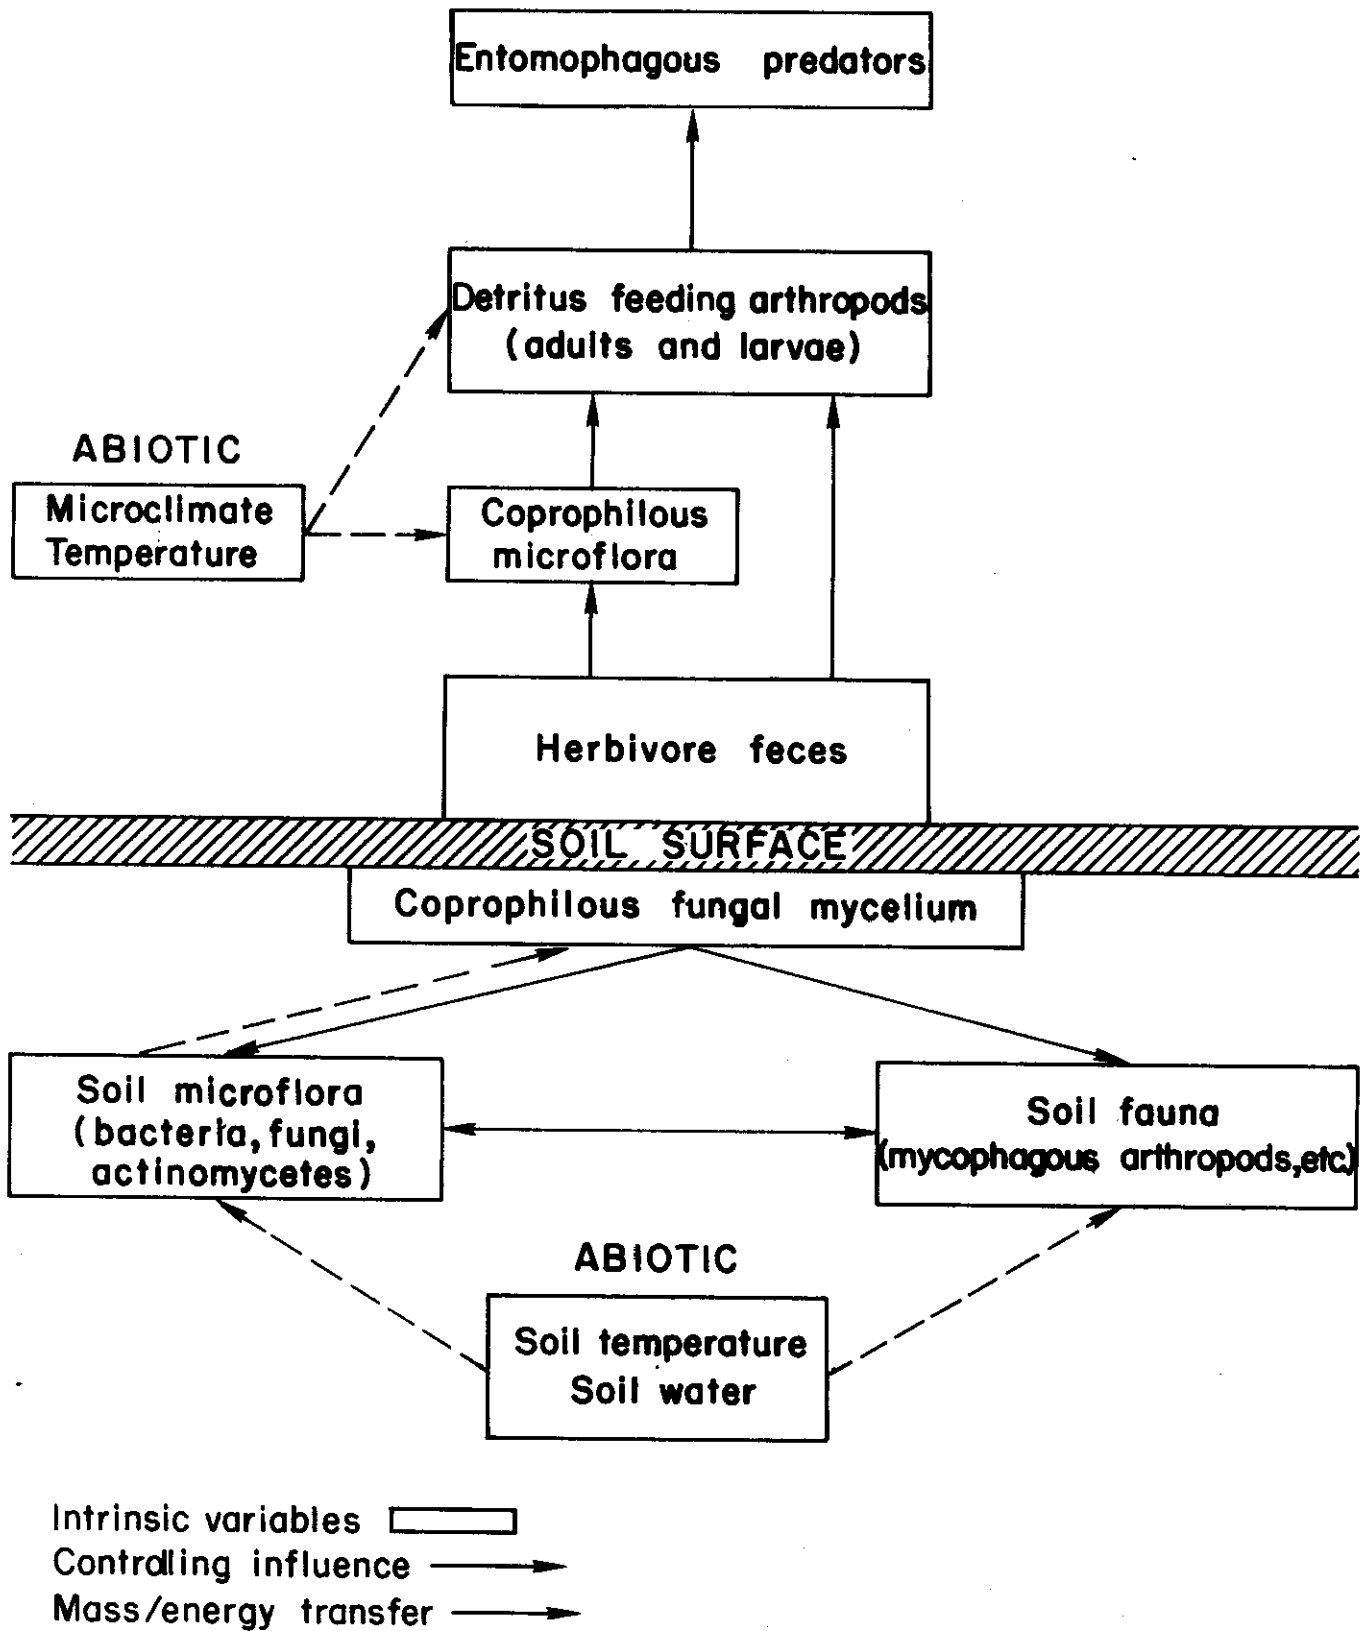 Entomophagous predators
Detritus feeding arthropods
(adults and larvae)
ABIOTIC
Microclimate
Temperature
Coprophilous
microflora
Herbivore feces
SOIL SURFACE
Coprophilous fungal mycelium
Soil microflora
(bacteria, fungi,
actinomycetes)
Soil fauna
(mycophagous arthropods, etc.)
ABIOTIC
Soil temperature
Soil water
Intrinsic variables
Controlling influence
Mass/energy transfer